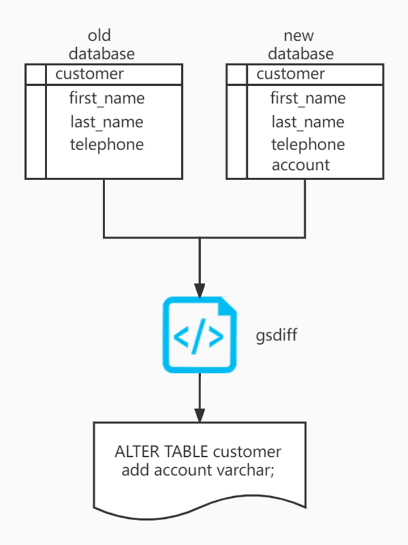 old
database
customer
first_name
last_name
telephone
new
database
customer
first_name
last_name
telephone
account
</>
gsdiff
ALTER TABLE customer
add account varchar;